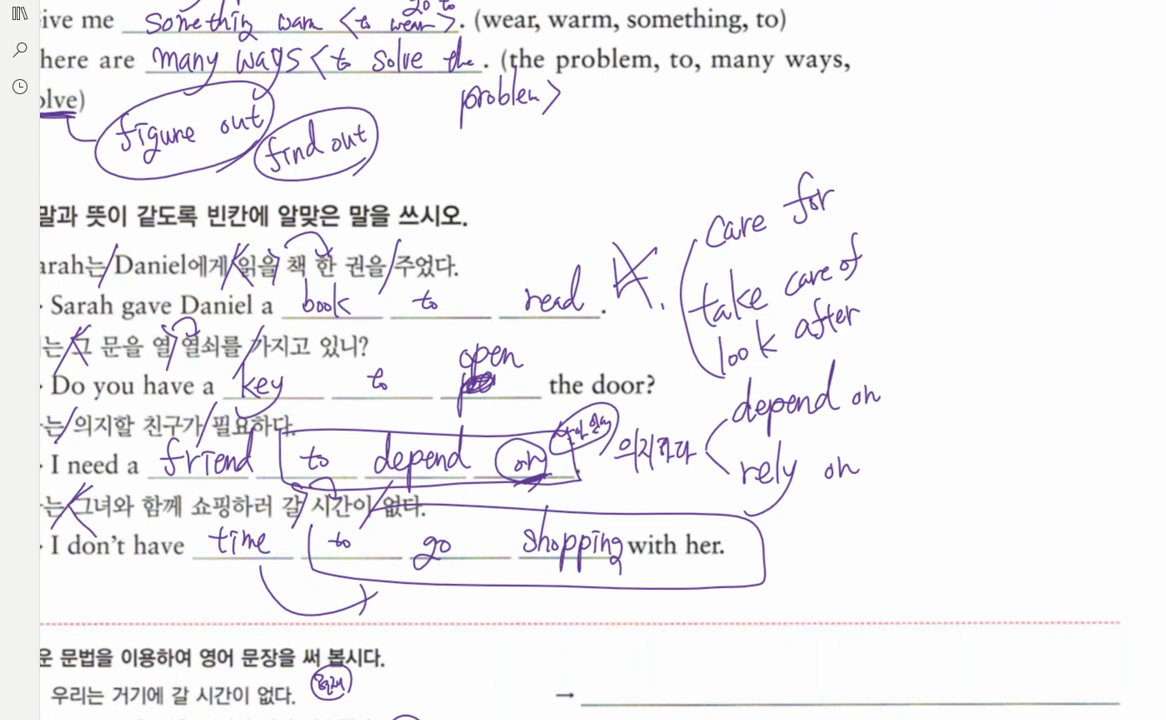 go to
ive me something warm <to wear>. (wear, warm, something, to)
here are many ways <to solve the. (the problem, to, many ways,
problem>
olve)
figure out
find out
말과 뜻이 같도록 빈칸에 알맞은 말을 쓰시오.
care for
arah는/Daniel에게/읽을 책 한 권을/주었다.
take care of
Sarah gave Daniel a book to read.
look after
는 그 문을 열 열쇠를/가지고 있니?
open
Do you have a key to the door?
depend on
는/의지할 친구가/필요하다.
I need a friend to depend on 의지하다
rely on
는 그녀와 함께 쇼핑하러 갈 시간이/없다.
I don't have time to go shopping with her.
운 문법을 이용하여 영어 문장을 써 봅시다.
우리는 거기에 갈 시간이 없다. →